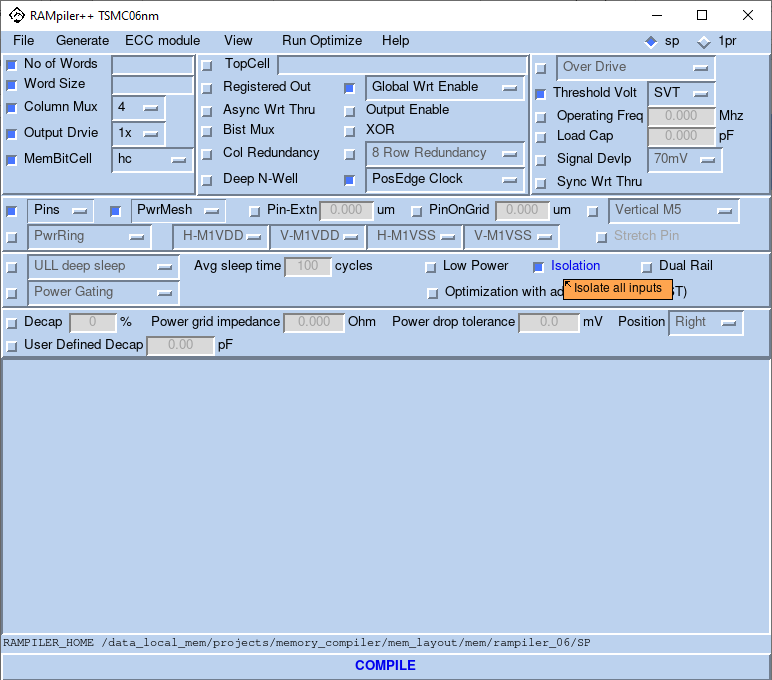 RAMpiler++ TSMC06nm
File Generate ECC module View Run Optimize Help sp 1pr
No of Words TopCell Over Drive
Word Size Registered Out Global Wrt Enable Threshold Volt SVT
Column Mux 4 Async Wrt Thru Output Enable Operating Freq 0.000 Mhz
Output Drvie 1x Bist Mux XOR Load Cap 0.000 pF
MemBitCell hc Col Redundancy 8 Row Redundancy Signal Devlp 70mV
Deep N-Well PosEdge Clock Sync Wrt Thru
Pins PwrMesh Pin-Extn 0.000 um PinOnGrid 0.000 um Vertical M5
PwrRing H-M1VDD V-M1VDD H-M1VSS V-M1VSS Stretch Pin
ULL deep sleep Avg sleep time 100 cycles Low Power Isolation Dual Rail
Power Gating Optimization with ad Isolate all inputs ST)
Decap 0 % Power grid impedance 0.000 Ohm Power drop tolerance 0.0 mV Position Right
User Defined Decap 0.00 pF
RAMPILER_HOME /data_local_mem/projects/memory_compiler/mem_layout/mem/rampiler_06/SP
COMPILE